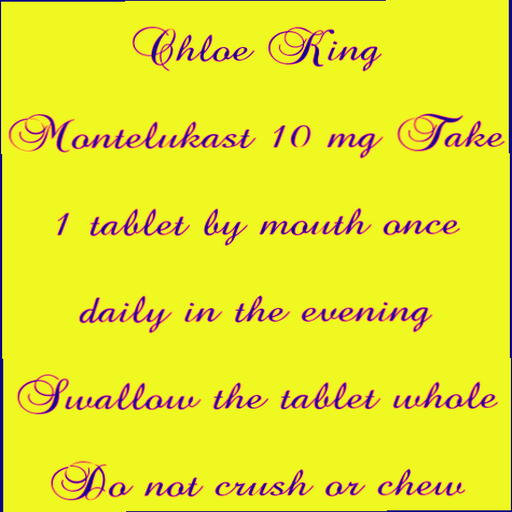 Chloe King
Montelukast 10 mg Take
1 tablet by mouth once
daily in the evening
Swallow the tablet whole
Do not crush or chew